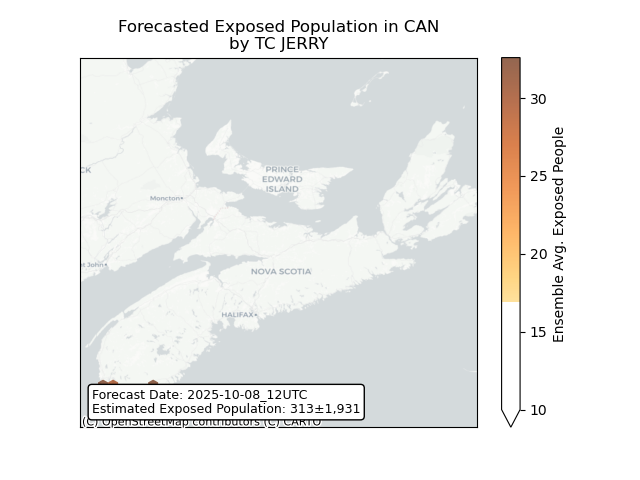 Forecasted Exposed Population in CAN
by TC JERRY
PRINCE
EDWARD
ISLAND
CK
Moncton
t John
NOVA SCOTIA
HALIFAX
Forecast Date: 2025-10-08_12UTC
Estimated Exposed Population: 313±1,931
(C) OpenStreetMap contributors (C) CARTO
30
25
20
15
10
Ensemble Avg. Exposed People